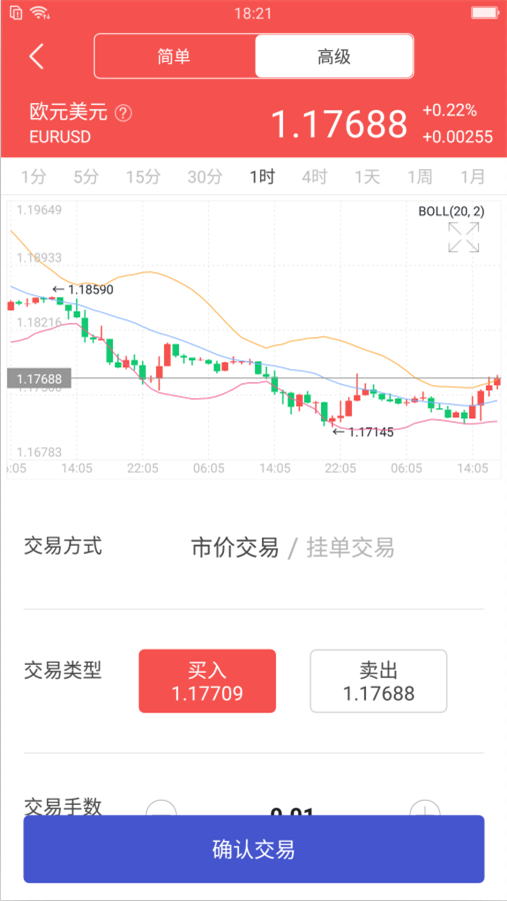 18:21
简单 高级
欧元美元 ?
EURUSD
1.17688
+0.22%
+0.00255
1分 5分 15分 30分 1时 4时 1天 1周 1月
1.19649
BOLL(20, 2)
1.18933
←1.18590
1.18216
1.17688
←1.17145
1.16783
:05 14:05 22:05 06:05 14:05 22:05 06:05 14:05
交易方式 市价交易 / 挂单交易
交易类型
买入
1.17709
卖出
1.17688
交易手数 0.01
确认交易